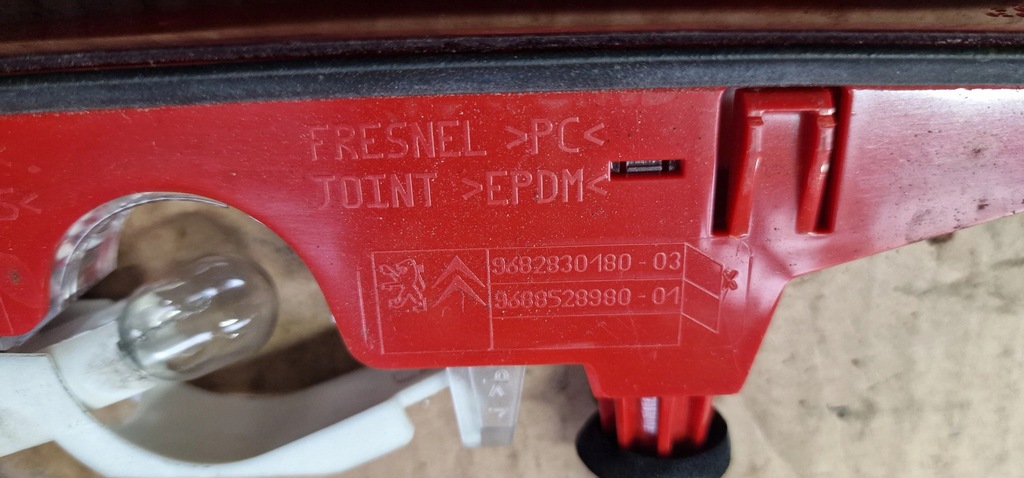 FRESNEL >PC<
JOINT >EPDM<
9682830180-03
9688528980-01